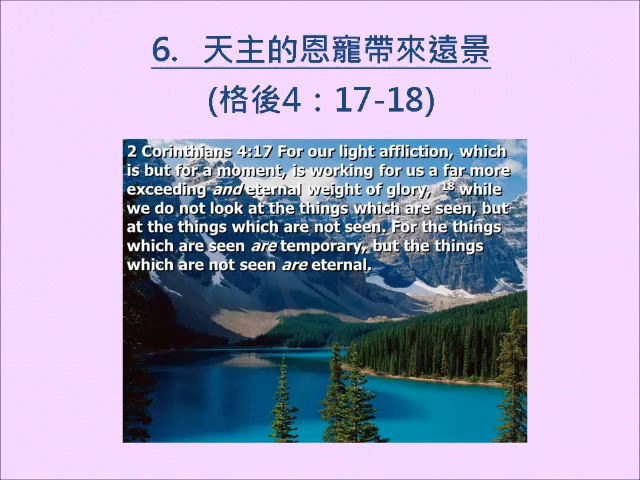 6. 天主的恩寵帶來遠景
(格後4：17-18)
2 Corinthians 4:17 For our light affliction, which
is but for a moment, is working for us a far more
exceeding and eternal weight of glory, 18 while
we do not look at the things which are seen, but
at the things which are not seen. For the things
which are seen are temporary, but the things
which are not seen are eternal.